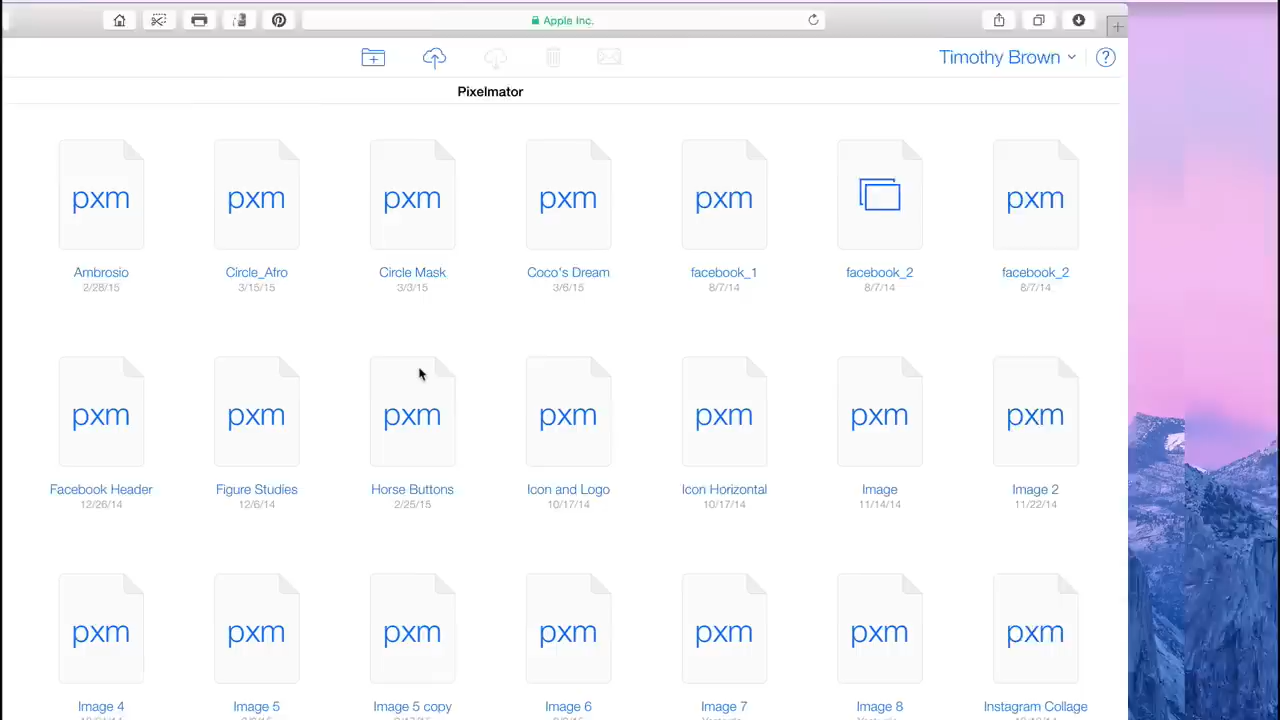 Apple Inc.
Timothy Brown
?
Pixelmator
pxm pxm pxm pxm pxm pxm
Ambrosio Circle_Afro Circle Mask Coco's Dream facebook_1 facebook_2 facebook_2
2/28/15 3/15/15 3/3/15 3/6/15 8/7/14 8/7/14 8/7/14
pxm pxm pxm pxm pxm pxm pxm
Facebook Header Figure Studies Horse Buttons Icon and Logo Icon Horizontal Image Image 2
12/26/14 12/6/14 2/25/15 10/17/14 10/17/14 11/14/14 11/22/14
pxm pxm pxm pxm pxm pxm pxm
Image 4 Image 5 Image 5 copy Image 6 Image 7 Image 8 Instagram Collage